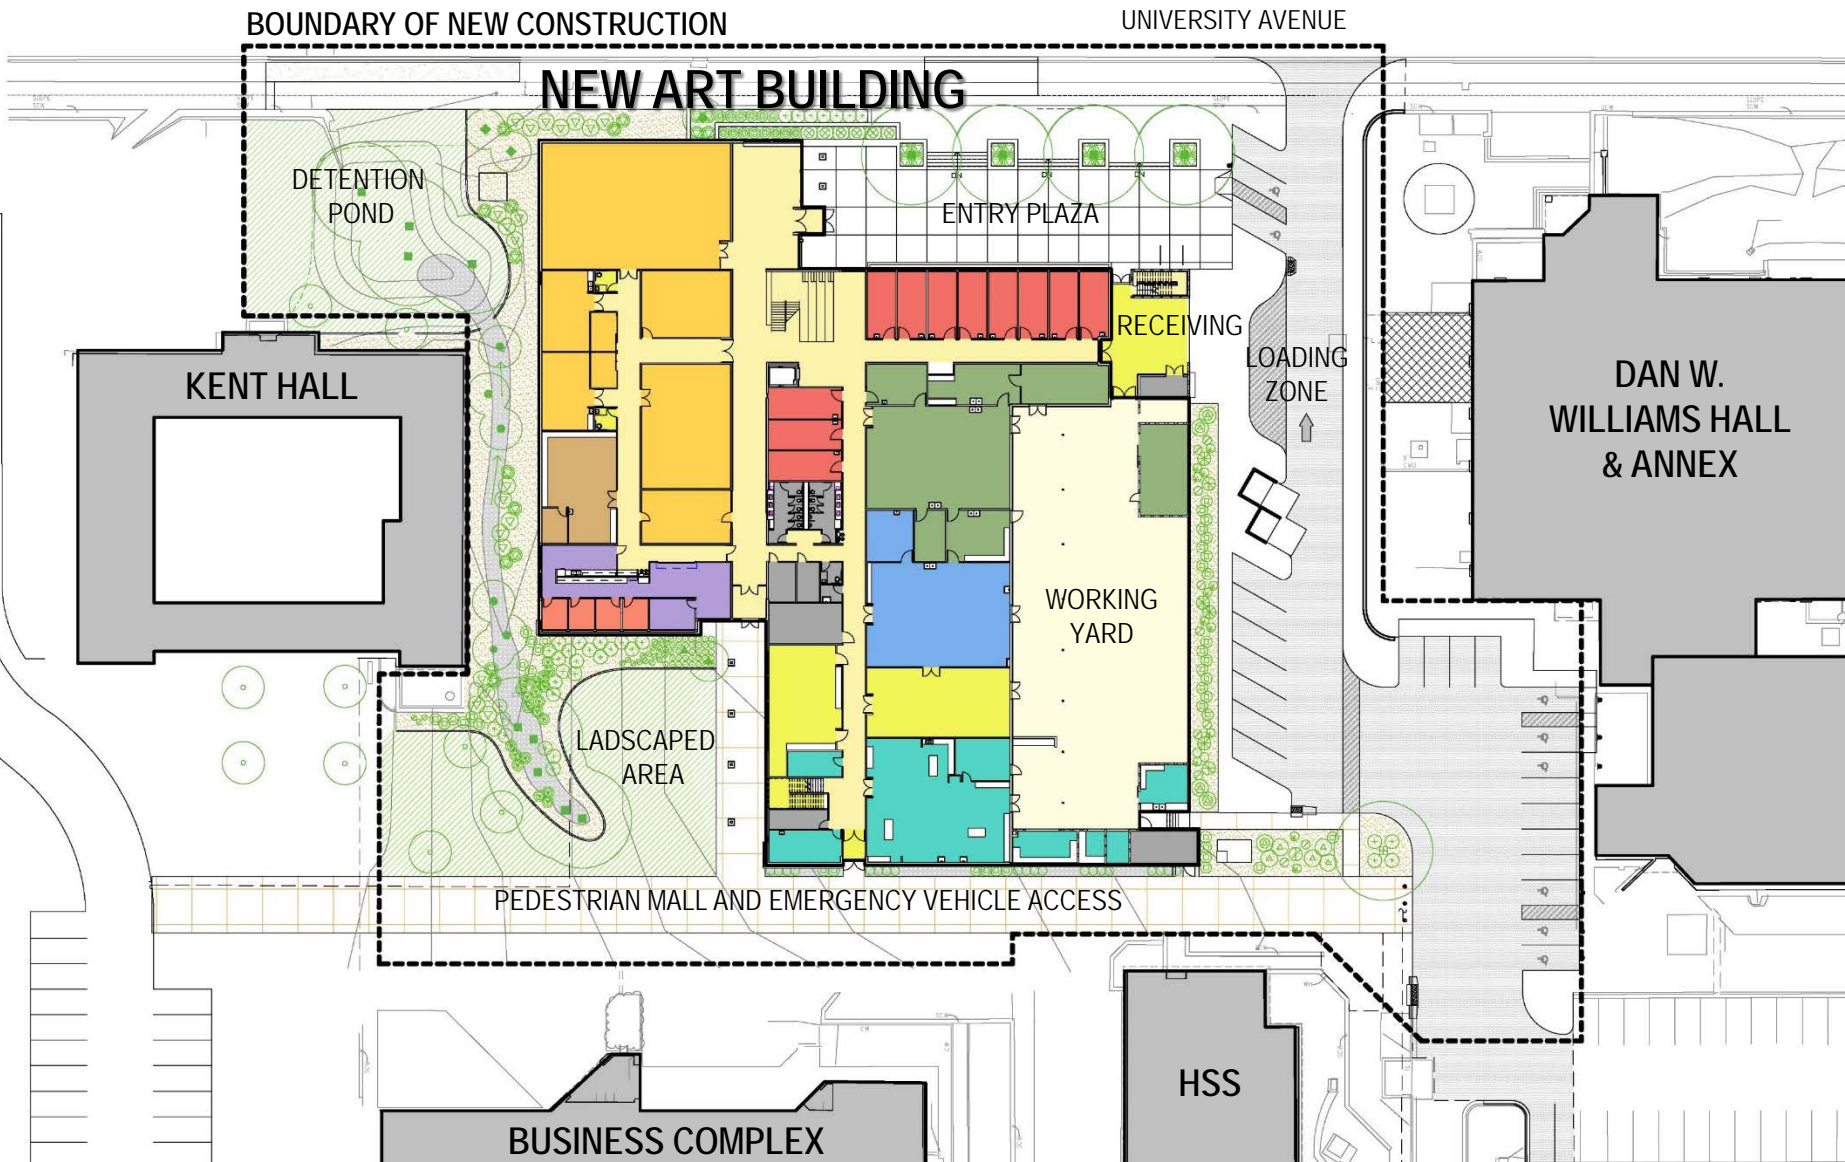 BOUNDARY OF NEW CONSTRUCTION
UNIVERSITY AVENUE
NEW ART BUILDING
DETENTION
POND
ENTRY PLAZA
RECEIVING
LOADING
ZONE
KENT HALL
DAN W.
WILLIAMS HALL
& ANNEX
WORKING
YARD
LADSCAPED
AREA
PEDESTRIAN MALL AND EMERGENCY VEHICLE ACCESS
HSS
BUSINESS COMPLEX